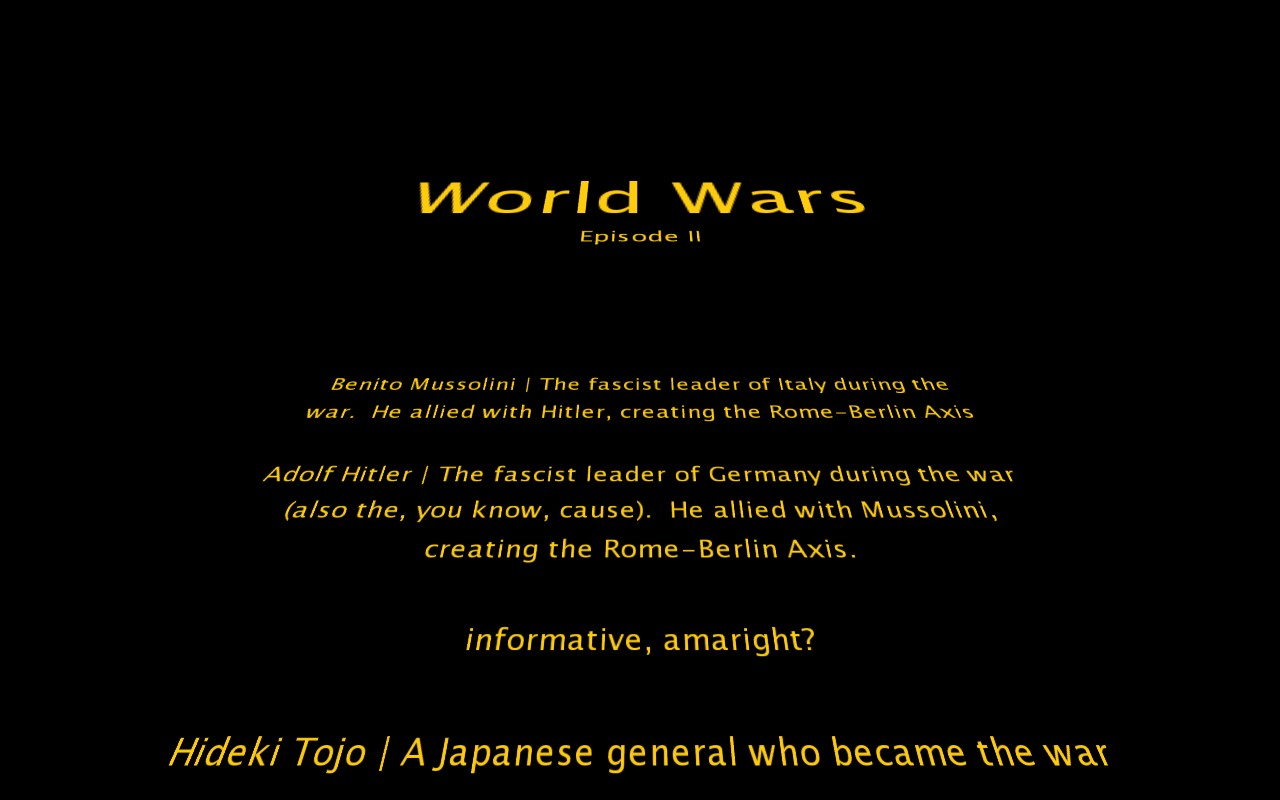 World Wars
Episode II
Benito Mussolini | The fascist leader of Italy during the
war.  He allied with Hitler, creating the Rome-Berlin Axis
Adolf Hitler | The fascist leader of Germany during the war
(also the, you know, cause).  He allied with Mussolini,
creating the Rome-Berlin Axis.
informative, amaright?
Hideki Tojo | A Japanese general who became the war